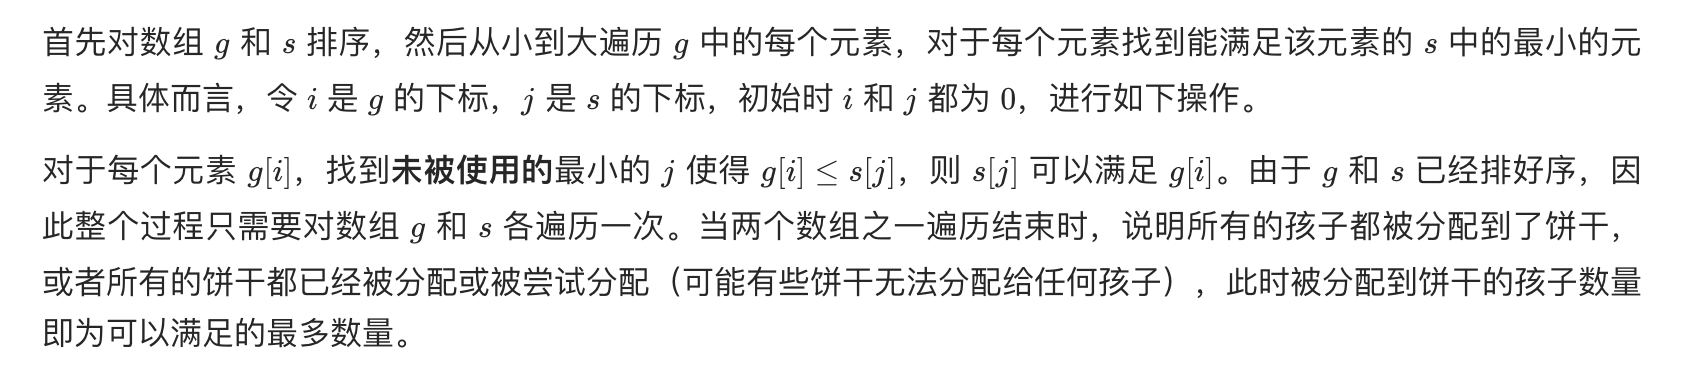 首先对数组 g 和 s 排序，然后从小到大遍历 g 中的每个元素，对于每个元素找到能满足该元素的 s 中的最小的元
素。具体而言，令 i 是 g 的下标，j 是 s 的下标，初始时 i 和 j 都为 0，进行如下操作。
对于每个元素 g[i]，找到未被使用的最小的 j 使得 g[i] ≤ s[j]，则 s[j] 可以满足 g[i]。由于 g 和 s 已经排好序，因
此整个过程只需要对数组 g 和 s 各遍历一次。当两个数组之一遍历结束时，说明所有的孩子都被分配到了饼干，
或者所有的饼干都已经被分配或被尝试分配（可能有些饼干无法分配给任何孩子），此时被分配到饼干的孩子数量
即为可以满足的最多数量。